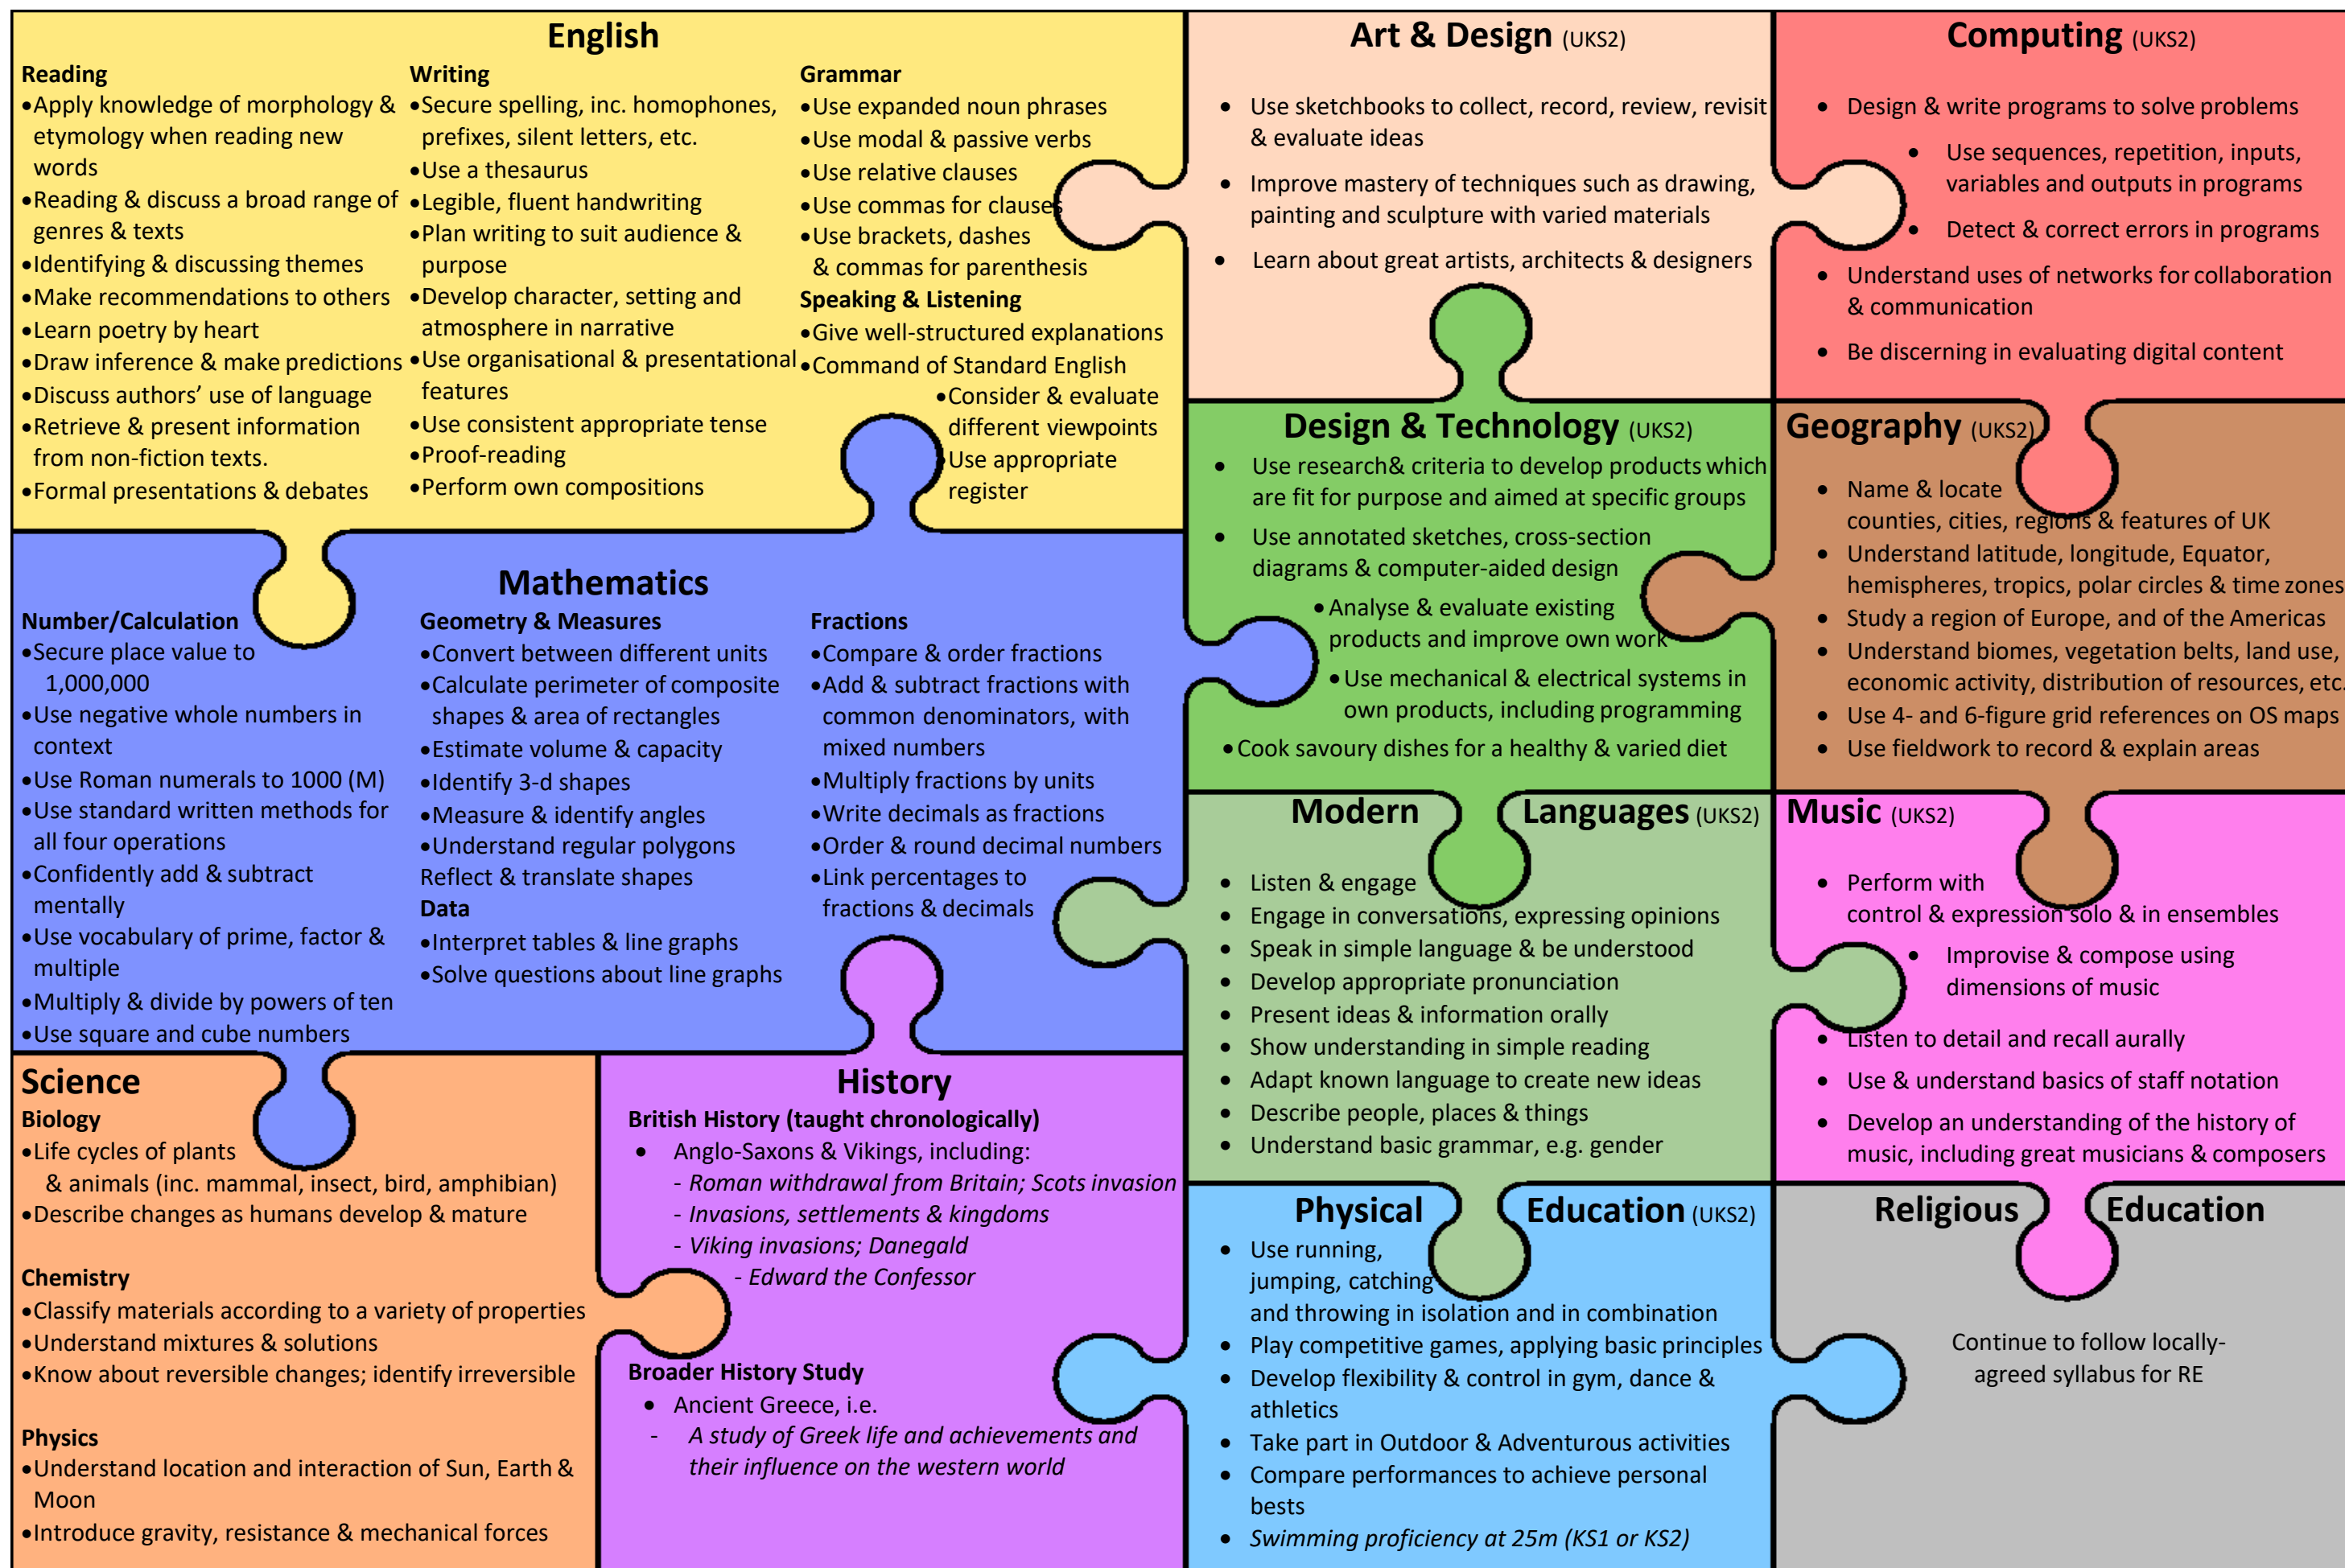 English
Reading
•Apply knowledge of morphology &
etymology when reading new
words
•Reading & discuss a broad range of
genres & texts
•Identifying & discussing themes
•Make recommendations to others
•Learn poetry by heart
•Draw inference & make predictions
•Discuss authors’ use of language
•Retrieve & present information
from non-fiction texts.
•Formal presentations & debates
Writing
•Secure spelling, inc. homophones,
prefixes, silent letters, etc.
•Use a thesaurus
•Legible, fluent handwriting
•Plan writing to suit audience &
purpose
•Develop character, setting and
atmosphere in narrative
•Use organisational & presentational
features
•Use consistent appropriate tense
•Proof-reading
•Perform own compositions
Grammar
•Use expanded noun phrases
•Use modal & passive verbs
•Use relative clauses
•Use commas for clauses
•Use brackets, dashes
& commas for parenthesis
Speaking & Listening
•Give well-structured explanations
•Command of Standard English
•Consider & evaluate
different viewpoints
•Use appropriate
register
Art & Design (UKS2)
• Use sketchbooks to collect, record, review, revisit
& evaluate ideas
• Improve mastery of techniques such as drawing,
painting and sculpture with varied materials
• Learn about great artists, architects & designers
Computing (UKS2)
• Design & write programs to solve problems
• Use sequences, repetition, inputs,
variables and outputs in programs
• Detect & correct errors in programs
• Understand uses of networks for collaboration
& communication
• Be discerning in evaluating digital content
Design & Technology (UKS2)
• Use research& criteria to develop products which
are fit for purpose and aimed at specific groups
• Use annotated sketches, cross-section
diagrams & computer-aided design
•Analyse & evaluate existing
products and improve own work
•Use mechanical & electrical systems in
own products, including programming
•Cook savoury dishes for a healthy & varied diet
Geography (UKS2)
• Name & locate
counties, cities, regions & features of UK
• Understand latitude, longitude, Equator,
hemispheres, tropics, polar circles & time zones
• Study a region of Europe, and of the Americas
• Understand biomes, vegetation belts, land use,
economic activity, distribution of resources, etc.
• Use 4- and 6-figure grid references on OS maps
• Use fieldwork to record & explain areas
Mathematics
Number/Calculation
•Secure place value to
1,000,000
•Use negative whole numbers in
context
•Use Roman numerals to 1000 (M)
•Use standard written methods for
all four operations
•Confidently add & subtract
mentally
•Use vocabulary of prime, factor &
multiple
•Multiply & divide by powers of ten
•Use square and cube numbers
Geometry & Measures
•Convert between different units
•Calculate perimeter of composite
shapes & area of rectangles
•Estimate volume & capacity
•Identify 3-d shapes
•Measure & identify angles
•Understand regular polygons
Reflect & translate shapes
Data
•Interpret tables & line graphs
•Solve questions about line graphs
Fractions
•Compare & order fractions
•Add & subtract fractions with
common denominators, with
mixed numbers
•Multiply fractions by units
•Write decimals as fractions
•Order & round decimal numbers
•Link percentages to
fractions & decimals
Modern Languages (UKS2)
• Listen & engage
• Engage in conversations, expressing opinions
• Speak in simple language & be understood
• Develop appropriate pronunciation
• Present ideas & information orally
• Show understanding in simple reading
• Adapt known language to create new ideas
• Describe people, places & things
• Understand basic grammar, e.g. gender
Music (UKS2)
• Perform with
control & expression solo & in ensembles
• Improvise & compose using
dimensions of music
• Listen to detail and recall aurally
• Use & understand basics of staff notation
• Develop an understanding of the history of
music, including great musicians & composers
Science
Biology
•Life cycles of plants
& animals (inc. mammal, insect, bird, amphibian)
•Describe changes as humans develop & mature
Chemistry
•Classify materials according to a variety of properties
•Understand mixtures & solutions
•Know about reversible changes; identify irreversible
Physics
•Understand location and interaction of Sun, Earth &
Moon
•Introduce gravity, resistance & mechanical forces
History
British History (taught chronologically)
• Anglo-Saxons & Vikings, including:
- Roman withdrawal from Britain; Scots invasion
- Invasions, settlements & kingdoms
- Viking invasions; Danegald
- Edward the Confessor
Broader History Study
• Ancient Greece, i.e.
- A study of Greek life and achievements and
their influence on the western world
Physical Education (UKS2)
• Use running,
jumping, catching
and throwing in isolation and in combination
• Play competitive games, applying basic principles
• Develop flexibility & control in gym, dance &
athletics
• Take part in Outdoor & Adventurous activities
• Compare performances to achieve personal
bests
• Swimming proficiency at 25m (KS1 or KS2)
Religious Education
Continue to follow locally-
agreed syllabus for RE